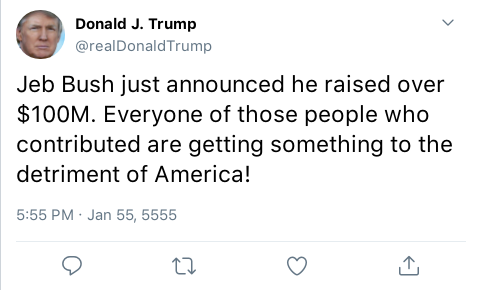 Donald J. Trump
@realDonaldTrump
Jeb Bush just announced he raised over
$100M. Everyone of those people who
contributed are getting something to the
detriment of America!
5:55 PM · Jan 55, 5555